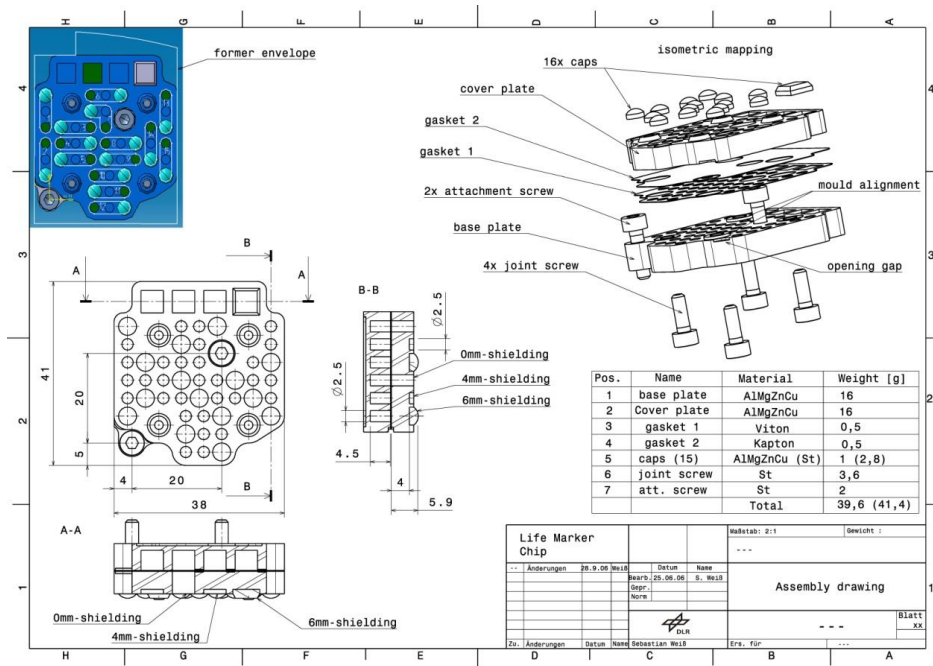 H G F E D C B A
4
3
2
1
former envelope
isometric mapping
16x caps
cover plate
gasket 2
gasket 1
2x attachment screw
base plate
4x joint screw
mould alignment
opening gap
4
3
2
1
B
A A
41
20
5
4 20
38
B
B-B
Ø2.5
Ø2.5
0mm-shielding
4mm-shielding
6mm-shielding
4.5
4
5.9
A-A
0mm-shielding
4mm-shielding
6mm-shielding
Pos. Name Material Weight [g]
1 base plate AlMgZnCu 16
2 Cover plate AlMgZnCu 16
3 gasket 1 Viton 0,5
4 gasket 2 Kapton 0,5
5 caps (15) AlMgZnCu (St) 1 (2,8)
6 joint screw St 3,6
7 att. screw St 2
Total 39,6 (41,4)
Life Marker
Chip
Maßstab: 2:1 Gewicht :
---
-- Änderungen 28.9.06 Weiß Datum Name
Bearb. 25.06.06 S. Weiß
Gepr.
Norm
Assembly drawing
DLR
--- 
Blatt
xx
Zu. Änderungen Datum Name Sebastian Weiß Ers. für ---
H G F E D C B A